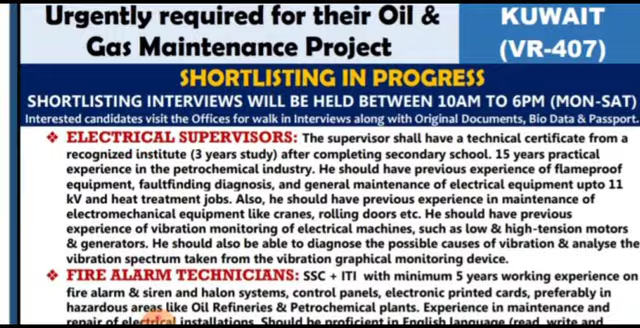 Urgently required for their Oil &
Gas Maintenance Project
KUWAIT
(VR-407)
SHORTLISTING IN PROGRESS
SHORTLISTING INTERVIEWS WILL BE HELD BETWEEN 10AM TO 6PM (MON-SAT)
Interested candidates visit the Offices for walk in Interviews along with Original Documents, Bio Data & Passport.
❖ ELECTRICAL SUPERVISORS: The supervisor shall have a technical certificate from a
recognized institute (3 years study) after completing secondary school. 15 years practical
experience in the petrochemical industry. He should have previous experience of flameproof
equipment, faultfinding diagnosis, and general maintenance of electrical equipment upto 11
kV and heat treatment jobs. Also, he should have previous experience in maintenance of
electromechanical equipment like cranes, rolling doors etc. He should have previous
experience of vibration monitoring of electrical machines, such as low & high-tension motors
& generators. He should also be able to diagnose the possible causes of vibration & analyse the
vibration spectrum taken from the vibration graphical monitoring device.
❖ FIRE ALARM TECHNICIANS: SSC + ITI with minimum 5 years working experience on
fire alarm & siren and halon systems, control panels, electronic printed cards, preferably in
hazardous areas like Oil Refineries & Petrochemical plants. Experience in maintenance and
repair of electrical installations. Should be proficient in English language (read, write and